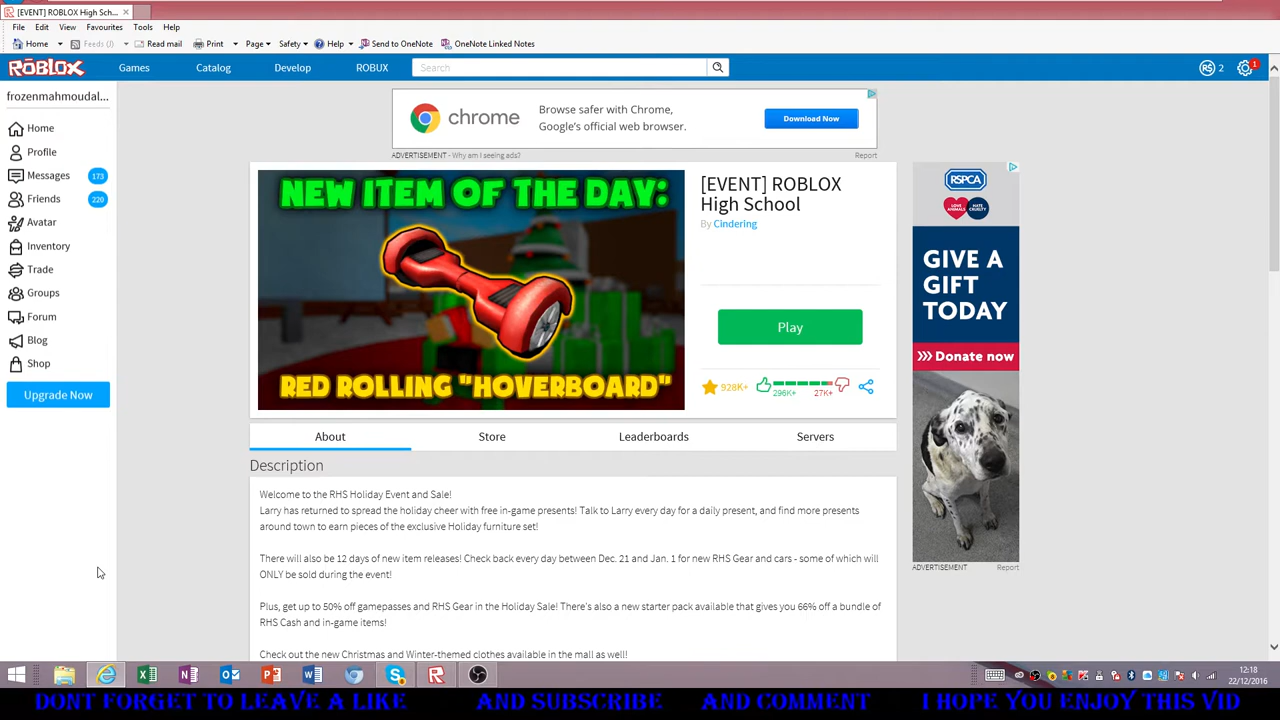 [EVENT] ROBLOX High Sch...
File Edit View Favourites Tools Help
Home Feeds (J) Read mail Print Page Safety Help Send to OneNote OneNote Linked Notes
ROBLOX Games Catalog Develop ROBUX Search R$ 2 1
frozenmahmoudal...
Home
Profile
Messages 173
Friends 220
Avatar
Inventory
Trade
Groups
Forum
Blog
Shop
Upgrade Now
chrome
Browse safer with Chrome,
Google's official web browser.
Download Now
ADVERTISEMENT - Why am I seeing ads? Report
NEW ITEM OF THE DAY:
RED ROLLING "HOVERBOARD"
[EVENT] ROBLOX
High School
By Cindering
Play
928K+ 296K+ 27K+
About Store Leaderboards Servers
Description
Welcome to the RHS Holiday Event and Sale!
Larry has returned to spread the holiday cheer with free in-game presents! Talk to Larry every day for a daily present, and find more presents
around town to earn pieces of the exclusive Holiday furniture set!
There will also be 12 days of new item releases! Check back every day between Dec. 21 and Jan. 1 for new RHS Gear and cars - some of which will
ONLY be sold during the event!
Plus, get up to 50% off gamepasses and RHS Gear in the Holiday Sale! There's also a new starter pack available that gives you 66% off a bundle of
RHS Cash and in-game items!
Check out the new Christmas and Winter-themed clothes available in the mall as well!
RSPCA
LOVE ANIMALS HATE CRUELTY
GIVE A
GIFT
TODAY
>>> Donate now
ADVERTISEMENT Report
12:18
22/12/2016
DONT FORGET TO LEAVE A LIKE AND SUBSCRIBE AND COMMENT I HOPE YOU ENJOY THIS VID